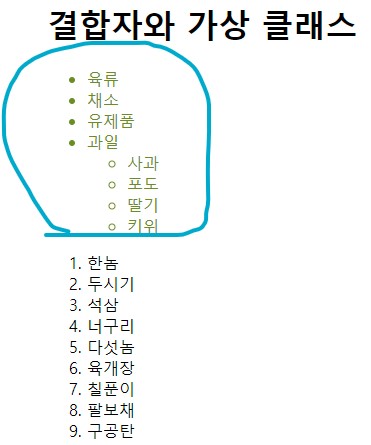 결합자와 가상 클래스
육류
채소
유제품
과일
사과
포도
딸기
키위
1. 한놈
2. 두시기
3. 석삼
4. 너구리
5. 다섯놈
6. 육개장
7. 칠푼이
8. 팔보채
9. 구공탄